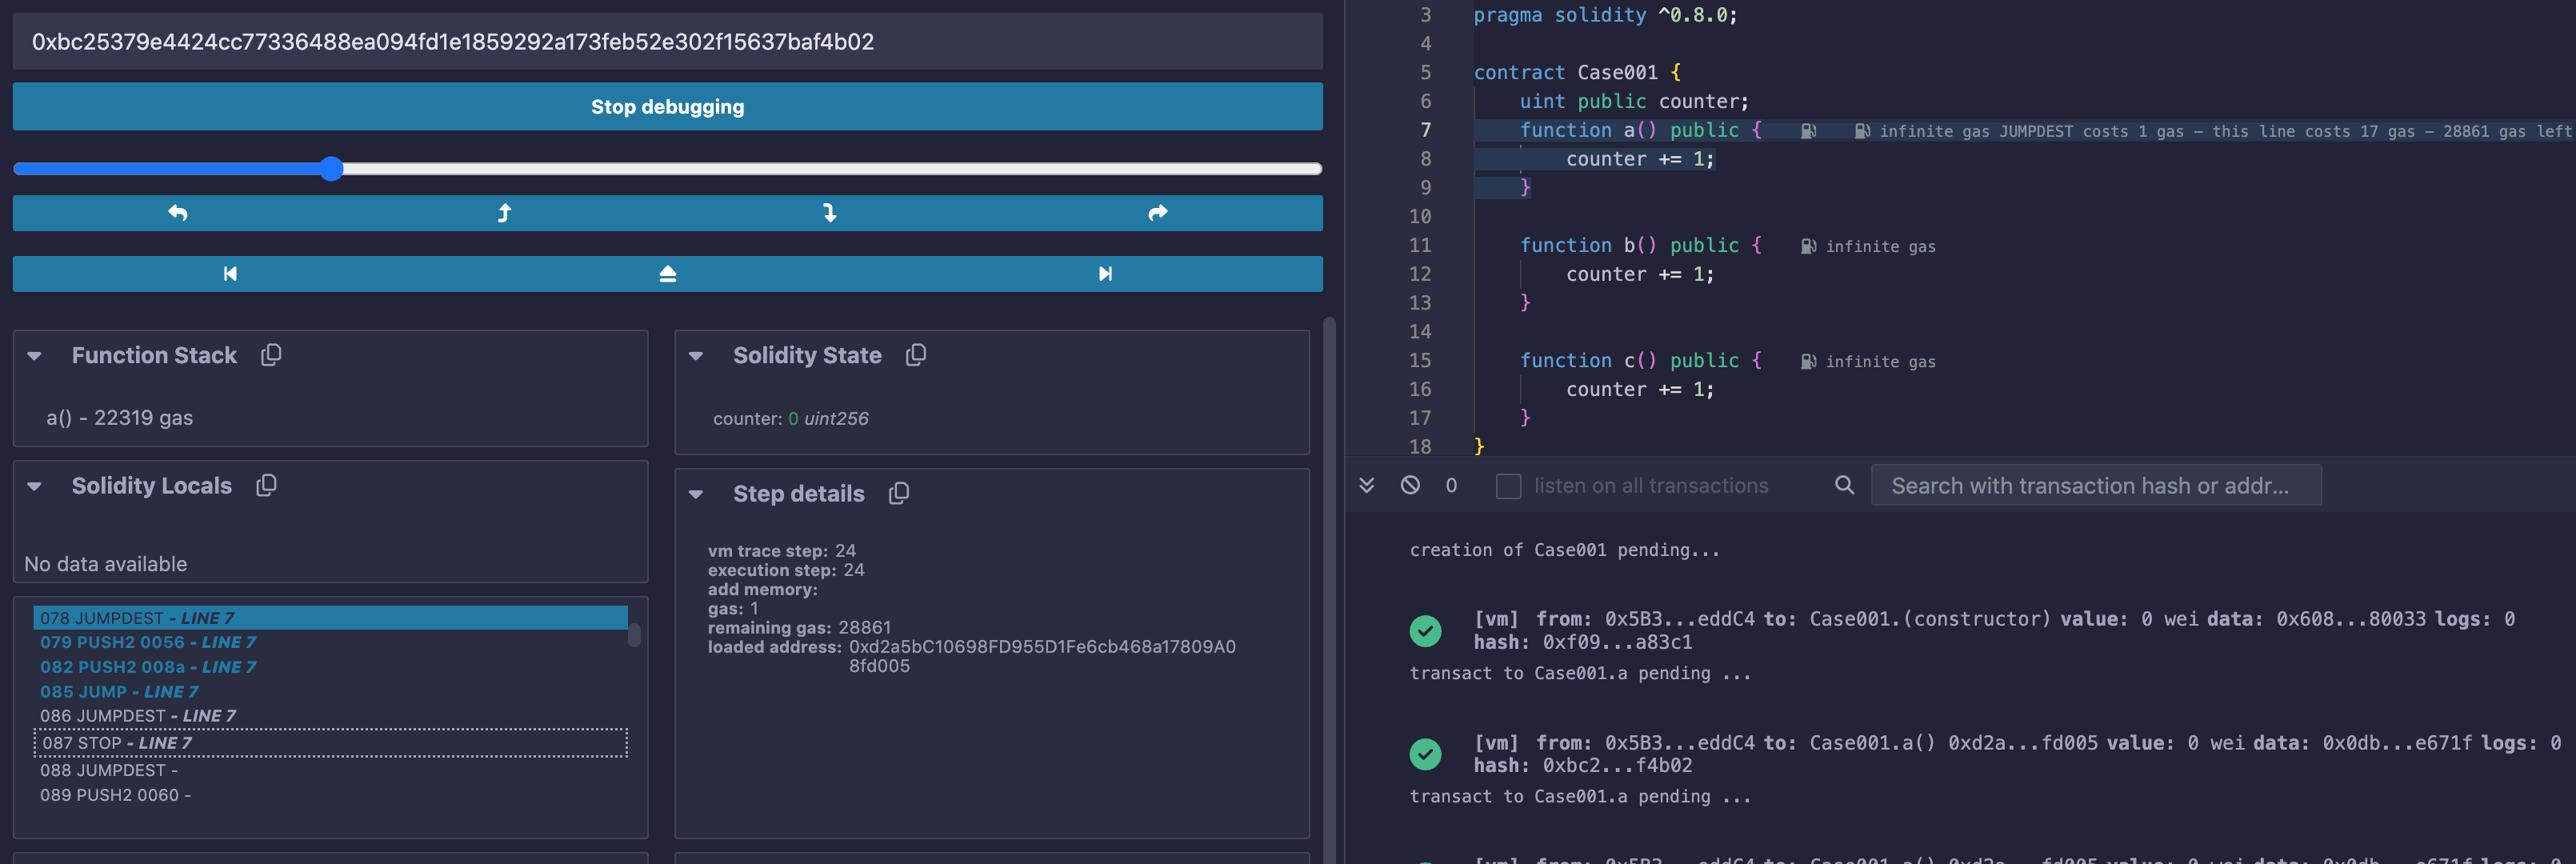 0xbc25379e4424cc77336488ea094fd1e1859292a173feb52e302f15637baf4b02
Stop debugging
Function Stack
a() - 22319 gas
Solidity Locals
No data available
078 JUMPDEST - LINE 7
079 PUSH2 0056 - LINE 7
082 PUSH2 008a - LINE 7
085 JUMP - LINE 7
086 JUMPDEST - LINE 7
087 STOP - LINE 7
088 JUMPDEST -
089 PUSH2 0060 -
Solidity State
counter: 0 uint256
Step details
vm trace step: 24
execution step: 24
add memory:
gas: 1
remaining gas: 28861
loaded address: 0xd2a5bC10698FD955D1Fe6cb468a17809A0
8fd005
3 pragma solidity ^0.8.0;
4
5 contract Case001 {
6 uint public counter;
7 function a() public { infinite gas JUMPDEST costs 1 gas - this line costs 17 gas - 28861 gas left
8 counter += 1;
9 }
10
11 function b() public { infinite gas
12 counter += 1;
13 }
14
15 function c() public { infinite gas
16 counter += 1;
17 }
18 }
0 listen on all transactions Search with transaction hash or addr...
creation of Case001 pending...
[vm] from: 0x5B3...eddC4 to: Case001.(constructor) value: 0 wei data: 0x608...80033 logs: 0
hash: 0xf09...a83c1
transact to Case001.a pending ...
[vm] from: 0x5B3...eddC4 to: Case001.a() 0xd2a...fd005 value: 0 wei data: 0x0db...e671f logs: 0
hash: 0xbc2...f4b02
transact to Case001.a pending ...